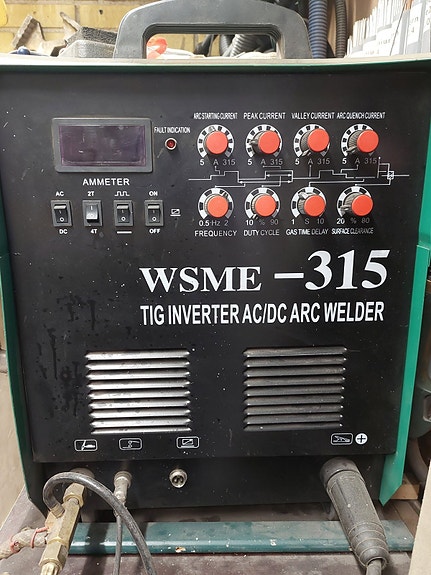 ARC STARTING CURRENT PEAK CURRENT VALLEY CURRENT ARC QUENCH CURRENT
FAULT INDICATION
5 A 315 5 A 315 5 A 315 5 A 315
AMMETER
AC 2T ON
DC 4T OFF
0.5 Hz 2 10 % 90 1 S 10 20 % 80
FREQUENCY DUTY CYCLE GAS TIME DELAY SURFACE CLEARANCE
WSME –315
TIG INVERTER AC/DC ARC WELDER